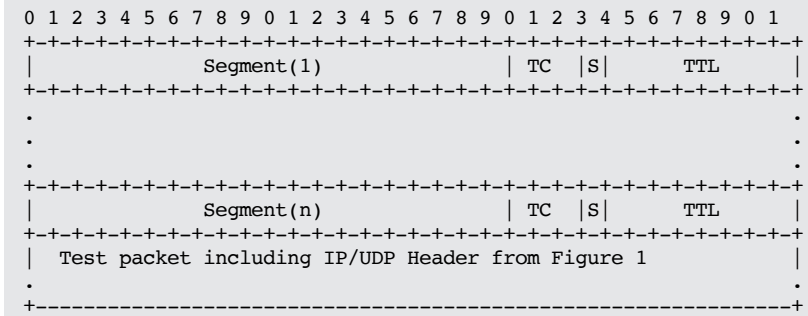 0 1 2 3 4 5 6 7 8 9 0 1 2 3 4 5 6 7 8 9 0 1 2 3 4 5 6 7 8 9 0 1
+-+-+-+-+-+-+-+-+-+-+-+-+-+-+-+-+-+-+-+-+-+-+-+-+-+-+-+-+-+-+-+-+
|              Segment(1)               | TC  |S|      TTL      |
+-+-+-+-+-+-+-+-+-+-+-+-+-+-+-+-+-+-+-+-+-+-+-+-+-+-+-+-+-+-+-+-+
.                                                               .
.                                                               .
.                                                               .
+-+-+-+-+-+-+-+-+-+-+-+-+-+-+-+-+-+-+-+-+-+-+-+-+-+-+-+-+-+-+-+-+
|              Segment(n)               | TC  |S|      TTL      |
+-+-+-+-+-+-+-+-+-+-+-+-+-+-+-+-+-+-+-+-+-+-+-+-+-+-+-+-+-+-+-+-+
|  Test packet including IP/UDP Header from Figure 1            |
.                                                               .
+---------------------------------------------------------------+